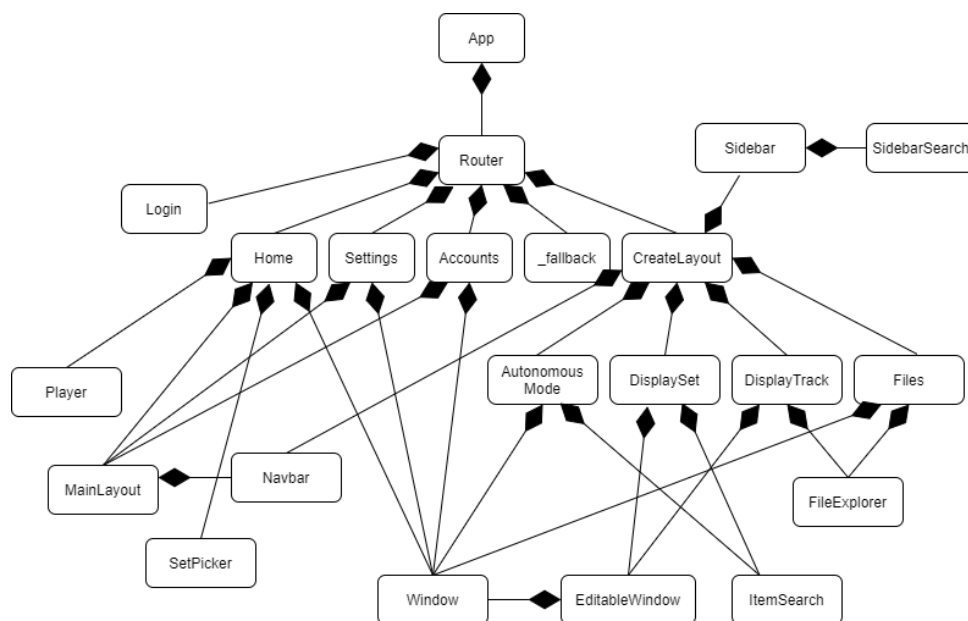 App
Sidebar
SidebarSearch
Router
Login
Home
Settings
Accounts
_fallback
CreateLayout
Player
Autonomous
Mode
DisplaySet
DisplayTrack
Files
MainLayout
Navbar
FileExplorer
SetPicker
Window
EditableWindow
ItemSearch